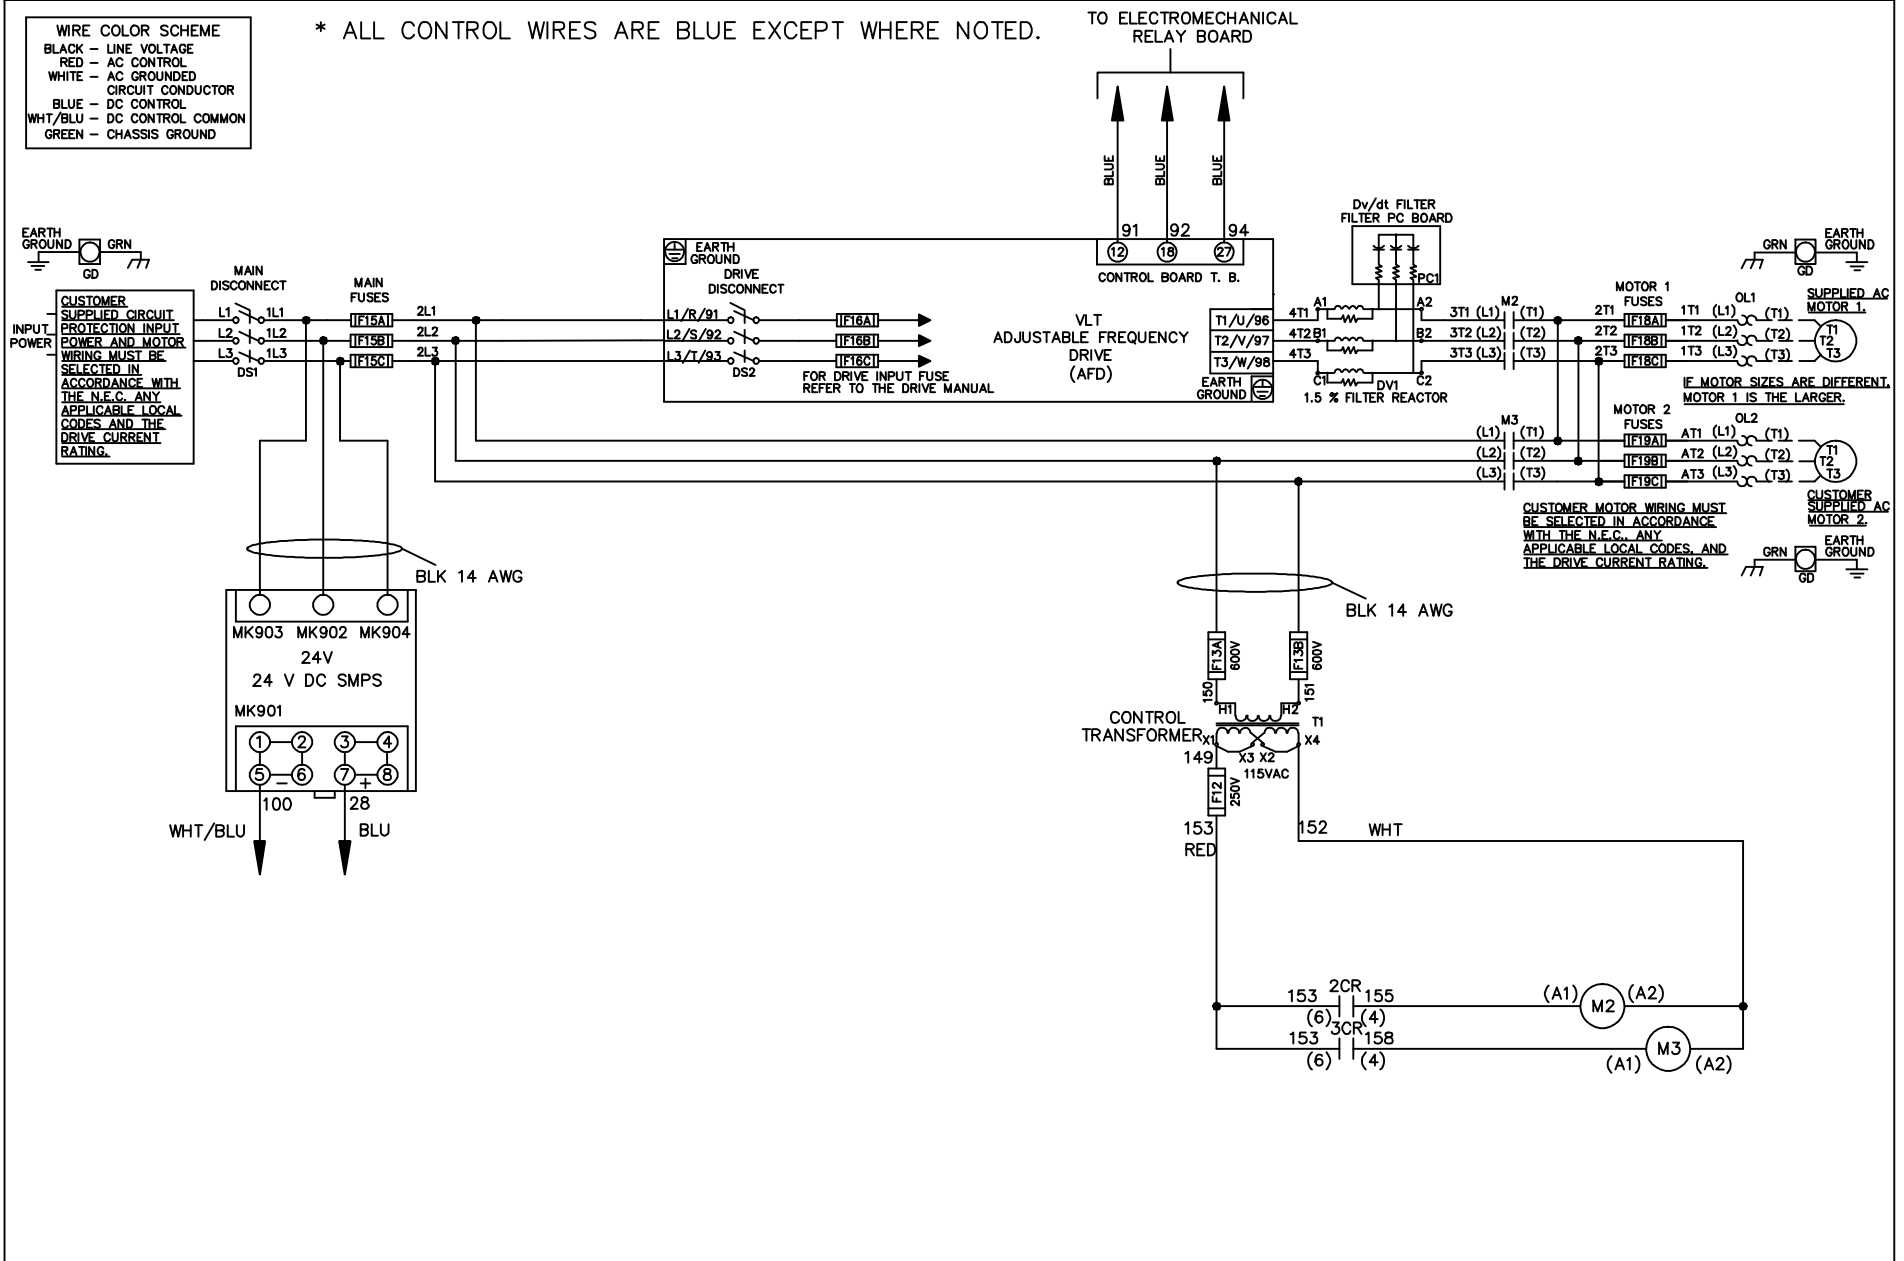 WIRE COLOR SCHEME
BLACK – LINE VOLTAGE
RED – AC CONTROL
WHITE – AC GROUNDED
CIRCUIT CONDUCTOR
BLUE – DC CONTROL
WHT/BLU – DC CONTROL COMMON
GREEN – CHASSIS GROUND
* ALL CONTROL WIRES ARE BLUE EXCEPT WHERE NOTED.
TO ELECTROMECHANICAL
RELAY BOARD
BLUE
BLUE
BLUE
91 92 94
12 18 27
CONTROL BOARD T. B.
EARTH
GROUND
GRN
GD
INPUT
POWER
CUSTOMER
SUPPLIED CIRCUIT
PROTECTION INPUT
POWER AND MOTOR
WIRING MUST BE
SELECTED IN
ACCORDANCE WITH
THE N.E.C. ANY
APPLICABLE LOCAL
CODES AND THE
DRIVE CURRENT
RATING.
MAIN
DISCONNECT
L1 1L1
L2 1L2
L3 1L3
DS1
MAIN
FUSES
F15A 2L1
F15B 2L2
F15C 2L3
EARTH
GROUND
DRIVE
DISCONNECT
L1/R/91
L2/S/92
L3/T/93
DS2
F16A
F16B
F16C
FOR DRIVE INPUT FUSE
REFER TO THE DRIVE MANUAL
VLT
ADJUSTABLE FREQUENCY
DRIVE
(AFD)
T1/U/96
T2/V/97
T3/W/98
EARTH
GROUND
Dv/dt FILTER
FILTER PC BOARD
PC1
4T1 A1 A2
4T2 B1 B2
4T3
C1 DV1 C2
1.5 % FILTER REACTOR
M2
3T1 (L1) (T1)
3T2 (L2) (T2)
3T3 (L3) (T3)
MOTOR 1
FUSES
2T1 F18A 1T1 (L1) (T1)
2T2 F18B 1T2 (L2) (T2)
2T3 F18C 1T3 (L3) (T3)
OL1
GRN
GD
EARTH
GROUND
SUPPLIED AC
MOTOR 1.
T1
T2
T3
IF MOTOR SIZES ARE DIFFERENT,
MOTOR 1 IS THE LARGER.
M3
(L1) (T1)
(L2) (T2)
(L3) (T3)
MOTOR 2
FUSES
F19A AT1 (L1) (T1)
F19B AT2 (L2) (T2)
F19C AT3 (L3) (T3)
OL2
T1
T2
T3
CUSTOMER
SUPPLIED AC
MOTOR 2.
CUSTOMER MOTOR WIRING MUST
BE SELECTED IN ACCORDANCE
WITH THE N.E.C., ANY
APPLICABLE LOCAL CODES, AND
THE DRIVE CURRENT RATING.
GRN
GD
EARTH
GROUND
BLK 14 AWG
MK903 MK902 MK904
24V
24 V DC SMPS
MK901
1 2 3 4
5 6 7 8
– +
100 28
WHT/BLU BLU
BLK 14 AWG
F13A 600V
F13B 600V
150 151
H1 H2
T1
CONTROL
TRANSFORMER
X1 X4
X3 X2
149
115VAC
F12 250V
153
RED
152 WHT
2CR
153 155
(6) (4)
(A1) M2 (A2)
3CR
153 158
(6) (4)
(A1) M3 (A2)